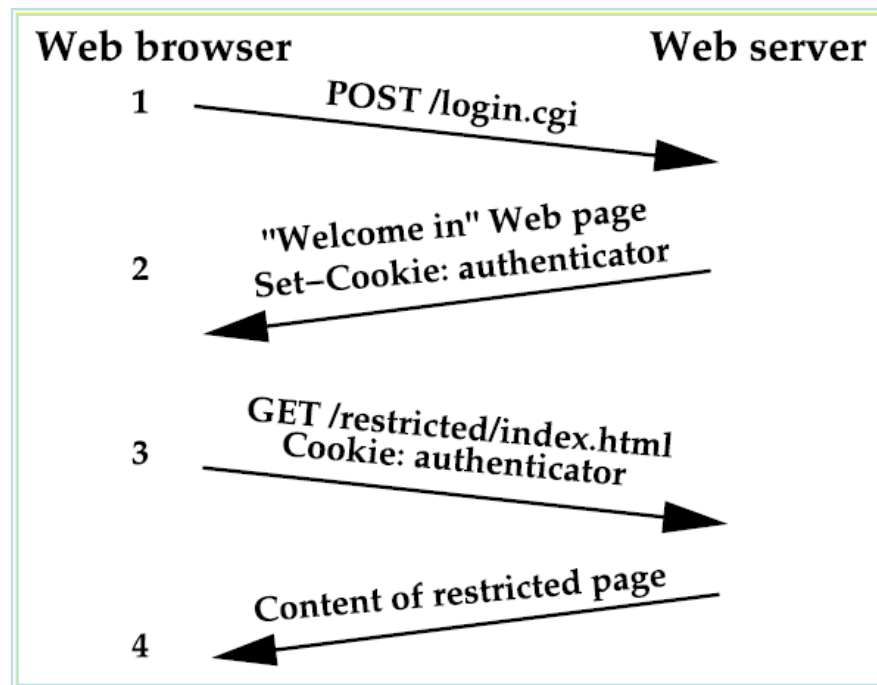 Web browser Web server
1 POST /login.cgi
"Welcome in" Web page
2 Set-Cookie: authenticator
GET /restricted/index.html
3 Cookie: authenticator
Content of restricted page
4